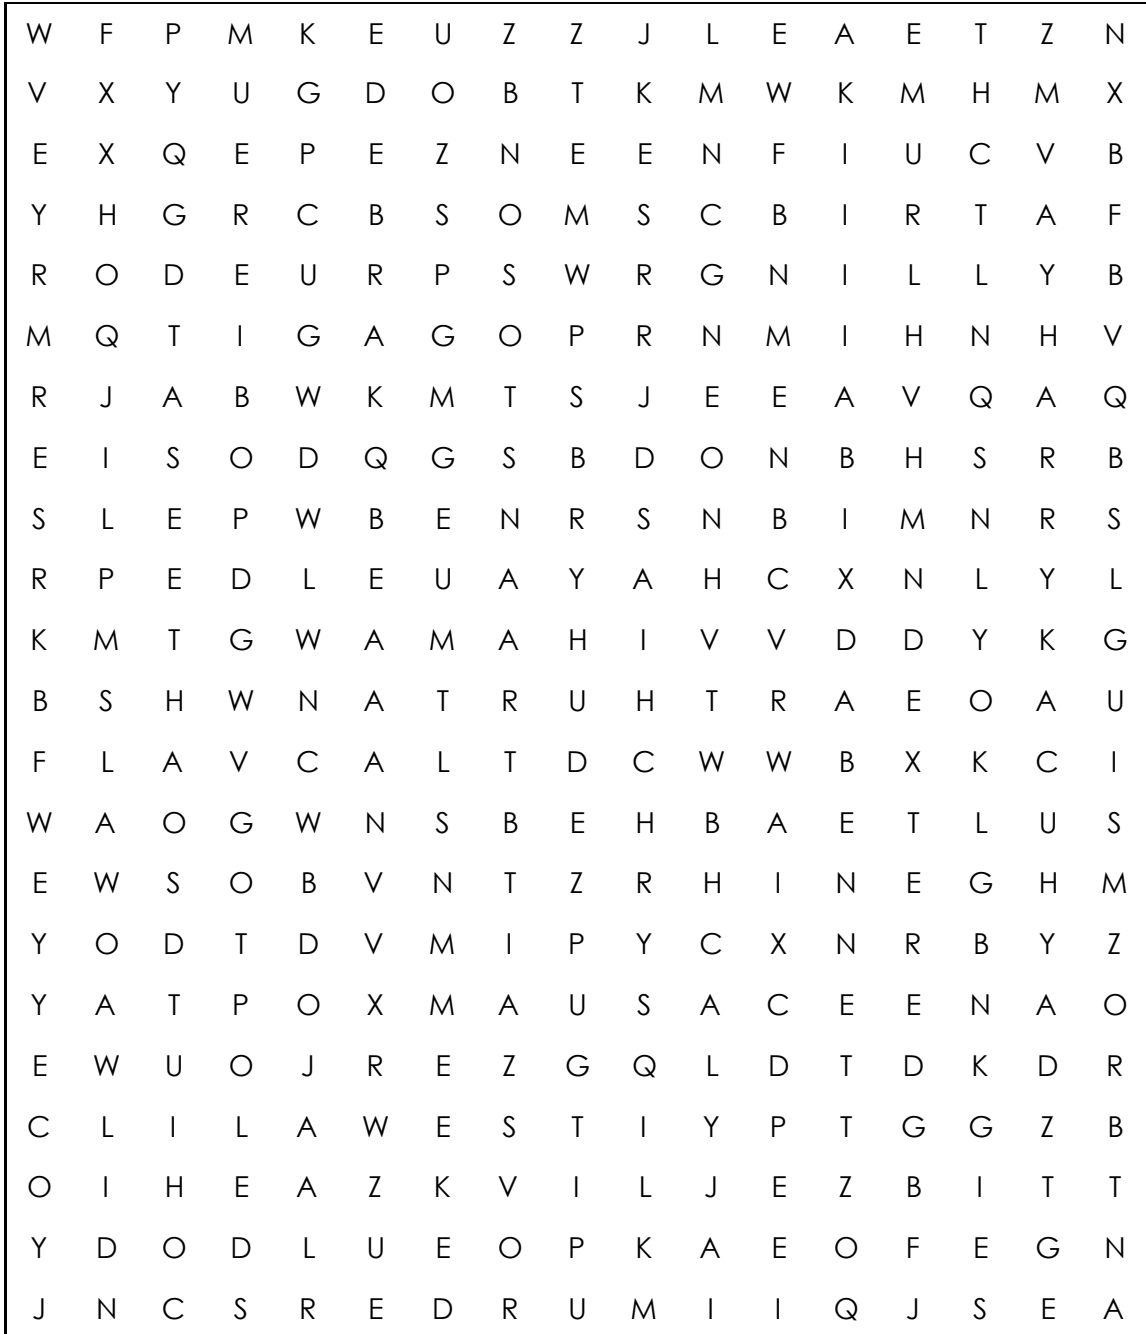 W F P M K E U Z Z J L E A E T Z N
V X Y U G D O B T K M W K M H M X
E X Q E P E Z N E E N F I U C V B
Y H G R C B S O M S C B I R T A F
R O D E U R P S W R G N I L L Y B
M Q T I G A G O P R N M I H N H V
R J A B W K M T S J E E A V Q A Q
E I S O D Q G S B D O N B H S R B
S L E P W B E N R S N B I M N R S
R P E D L E U A Y A H C X N L Y L
K M T G W A M A H I V V D D Y K G
B S H W N A T R U H T R A E O A U
F L A V C A L T D C W W B X K C I
W A O G W N S B E H B A E T L U S
E W S O B V N T Z R H I N E G H M
Y O D T D V M I P Y C X N R B Y Z
Y A T P O X M A U S A C E E N A O
E W U O J R E Z G Q L D T D K D R
C L I L A W E S T I Y P T G G Z B
O I H E A Z K V I L J E Z B I T T
Y D O D L U E O P K A E O F E G N
J N C S R E D R U M I I Q J S E A